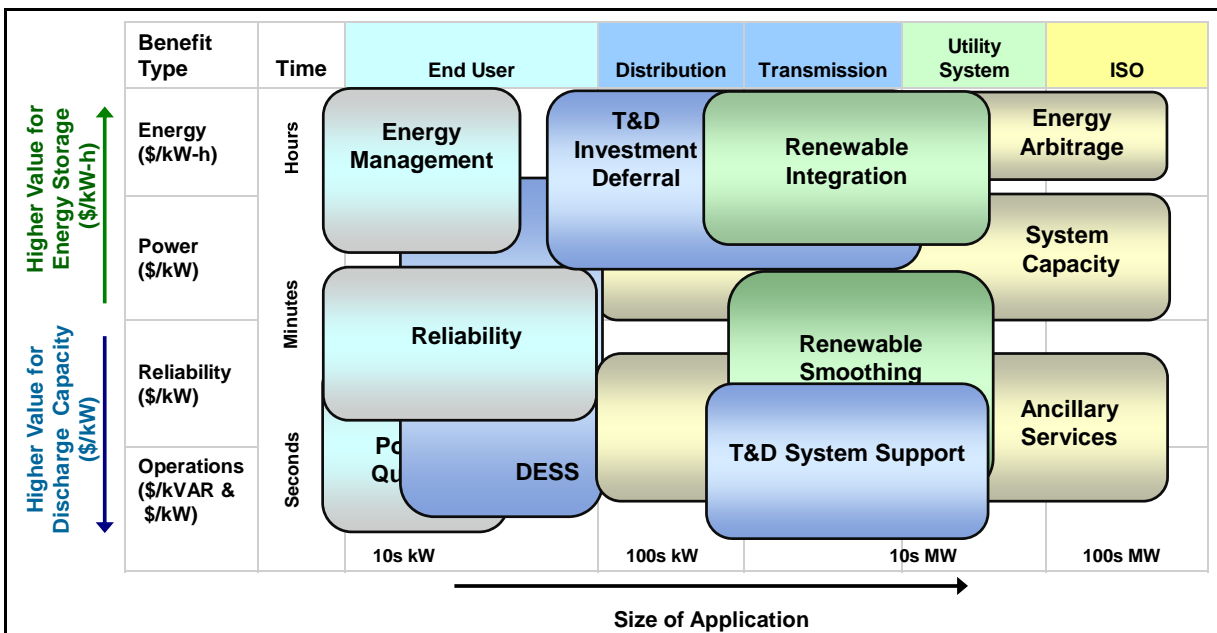 Benefit
Type
Time
End User
Distribution
Transmission
Utility
System
ISO
Higher Value for
Energy Storage
($/kW-h)
Higher Value for
Discharge Capacity
($/kW)
Energy
($/kW-h)
Power
($/kW)
Reliability
($/kW)
Operations
($/kVAR &
$/kW)
Hours
Minutes
Seconds
Energy
Management
T&D
Investment
Deferral
Renewable
Integration
Energy
Arbitrage
System
Capacity
Reliability
Renewable
Smoothing
Ancillary
Services
T&D System Support
DESS
10s kW
100s kW
10s MW
100s MW
Size of Application